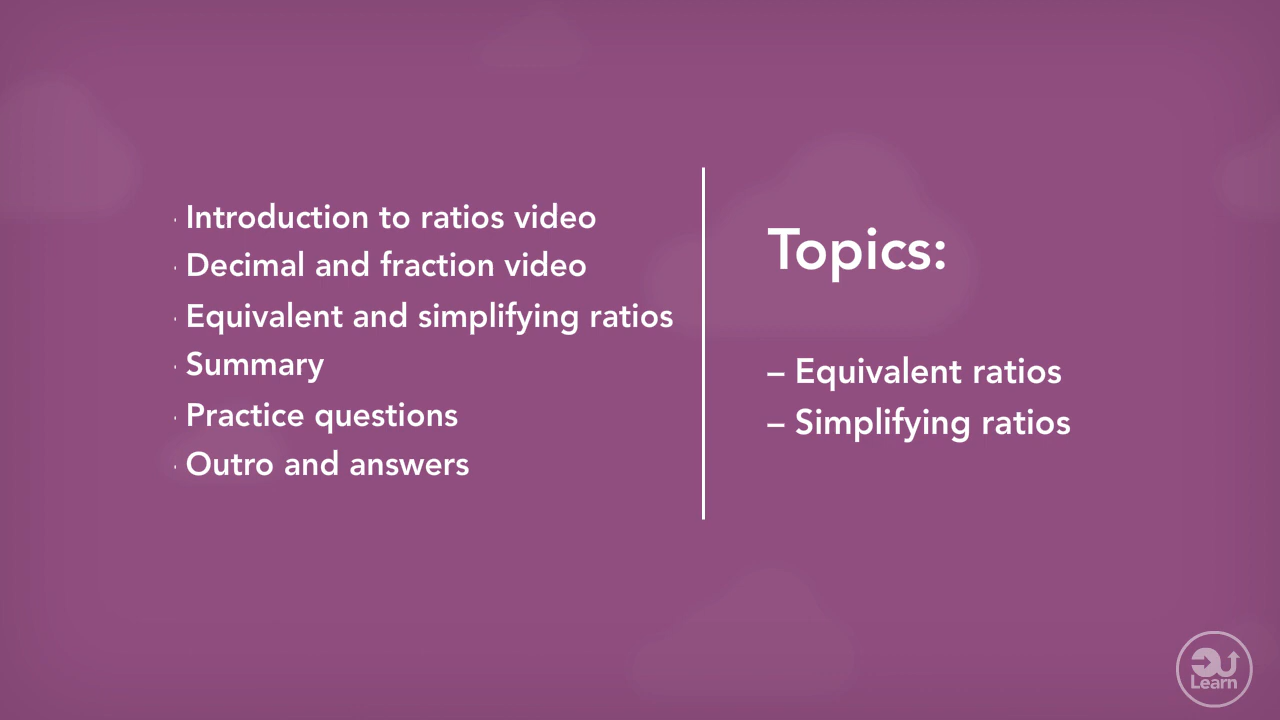 · Introduction to ratios video
· Decimal and fraction video
· Equivalent and simplifying ratios
· Summary
· Practice questions
· Outro and answers
Topics:
– Equivalent ratios
– Simplifying ratios
Learn